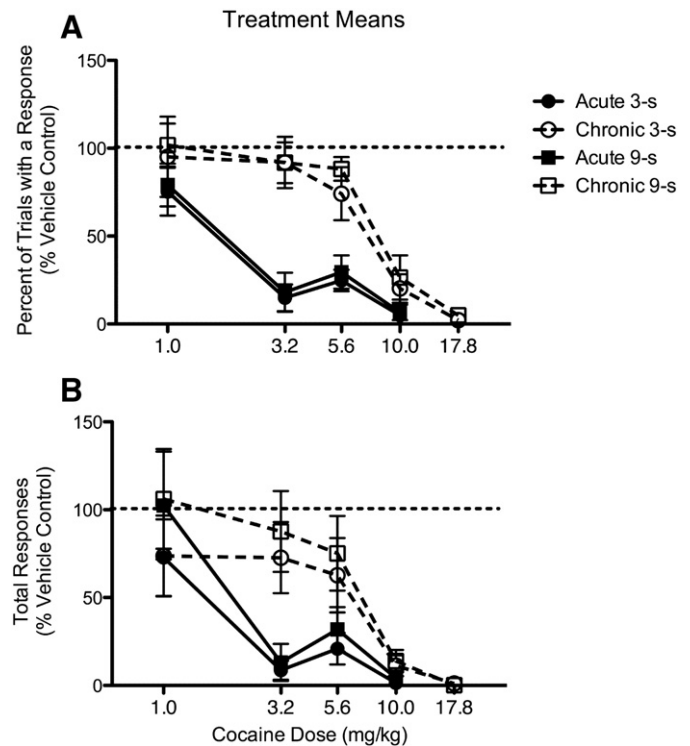 A
Treatment Means
Percent of Trials with a Response
(% Vehicle Control)
150
100
50
0
1.0 3.2 5.6 10.0 17.8
Acute 3-s
Chronic 3-s
Acute 9-s
Chronic 9-s
B
Total Responses
(% Vehicle Control)
150
100
50
0
1.0 3.2 5.6 10.0 17.8
Cocaine Dose (mg/kg)